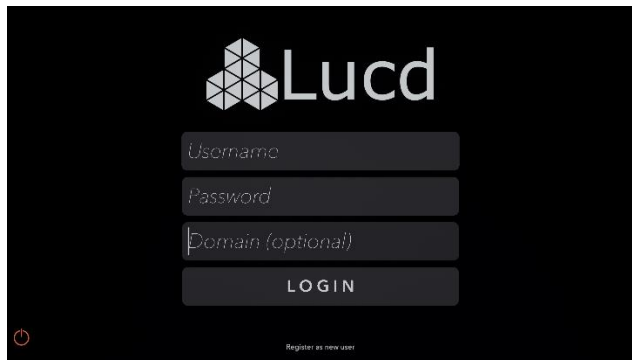 Lucd
Username
Password
Domain (optional)
LOGIN
Register as new user